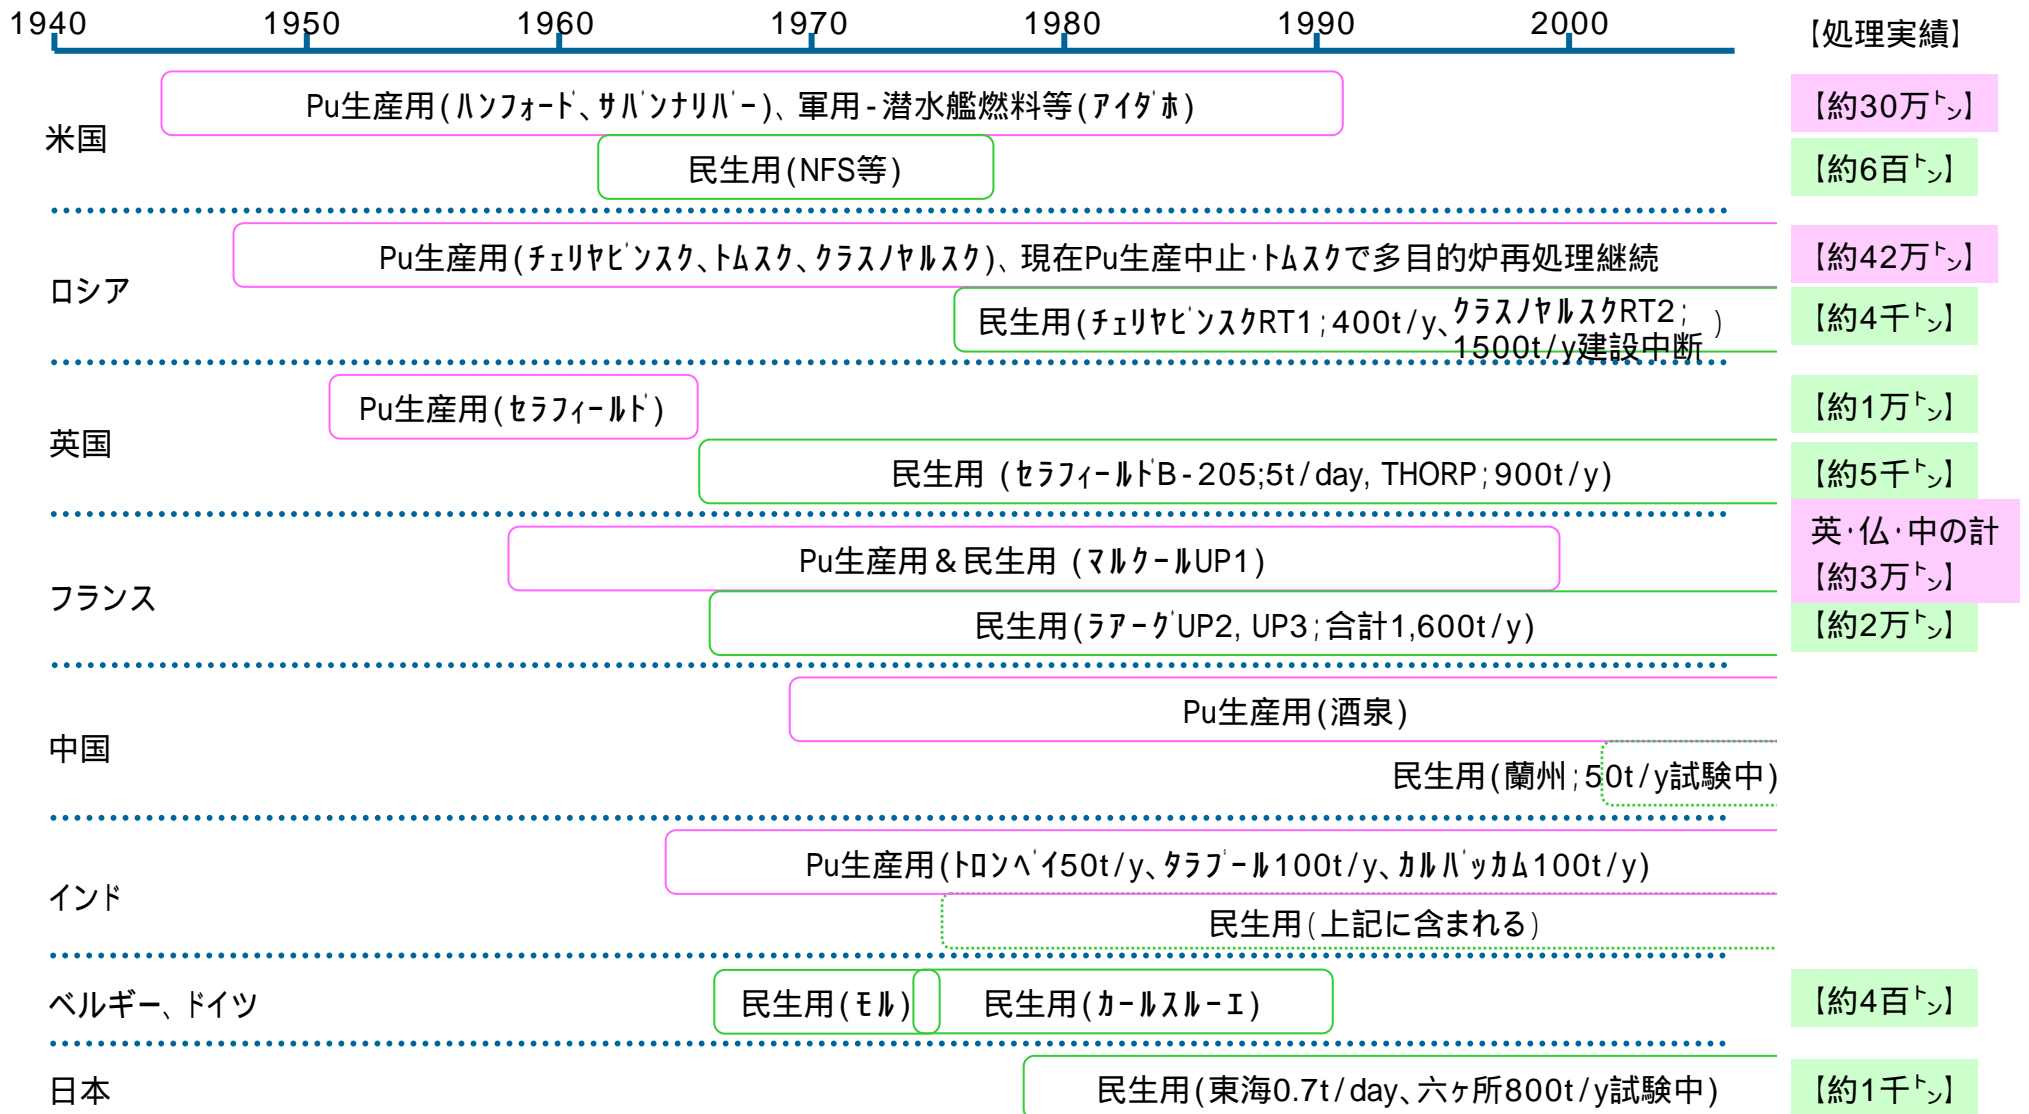 1940 1950 1960 1970 1980 1990 2000 【処理実績】
米国
Pu生産用(ﾊﾝﾌｫｰﾄﾞ、ｻﾊﾞﾝﾅﾘﾊﾞｰ)、軍用-潜水艦燃料等(ｱｲﾀﾞﾎ) 【約30万㌧】
民生用(NFS等) 【約6百㌧】
ロシア
Pu生産用(ﾁｪﾘﾔﾋﾞﾝｽｸ、ﾄﾑｽｸ、ｸﾗｽﾉﾔﾙｽｸ)、現在Pu生産中止･ﾄﾑｽｸで多目的炉再処理継続 【約42万㌧】
民生用(ﾁｪﾘﾔﾋﾞﾝｽｸRT1;400t/y、ｸﾗｽﾉﾔﾙｽｸRT2;
1500t/y建設中断) 【約4千㌧】
英国
Pu生産用(ｾﾗﾌｨｰﾙﾄﾞ) 【約1万㌧】
民生用 (ｾﾗﾌｨｰﾙﾄﾞB-205;5t/day, THORP;900t/y) 【約5千㌧】
フランス
Pu生産用＆民生用 (ﾏﾙｸｰﾙUP1) 英･仏･中の計
【約3万㌧】
民生用(ﾗｱｰｸﾞUP2, UP3;合計1,600t/y) 【約2万㌧】
中国
Pu生産用(酒泉)
民生用(蘭州;50t/y試験中)
インド
Pu生産用(ﾄﾛﾝﾍﾞｲ50t/y、ﾀﾗﾌﾟｰﾙ100t/y、ｶﾙﾊﾟｯｶﾑ100t/y)
民生用(上記に含まれる)
ベルギー、ドイツ
民生用(ﾓﾙ) 民生用(ｶｰﾙｽﾙｰｴ) 【約4百㌧】
日本
民生用(東海0.7t/day、六ヶ所800t/y試験中) 【約1千㌧】